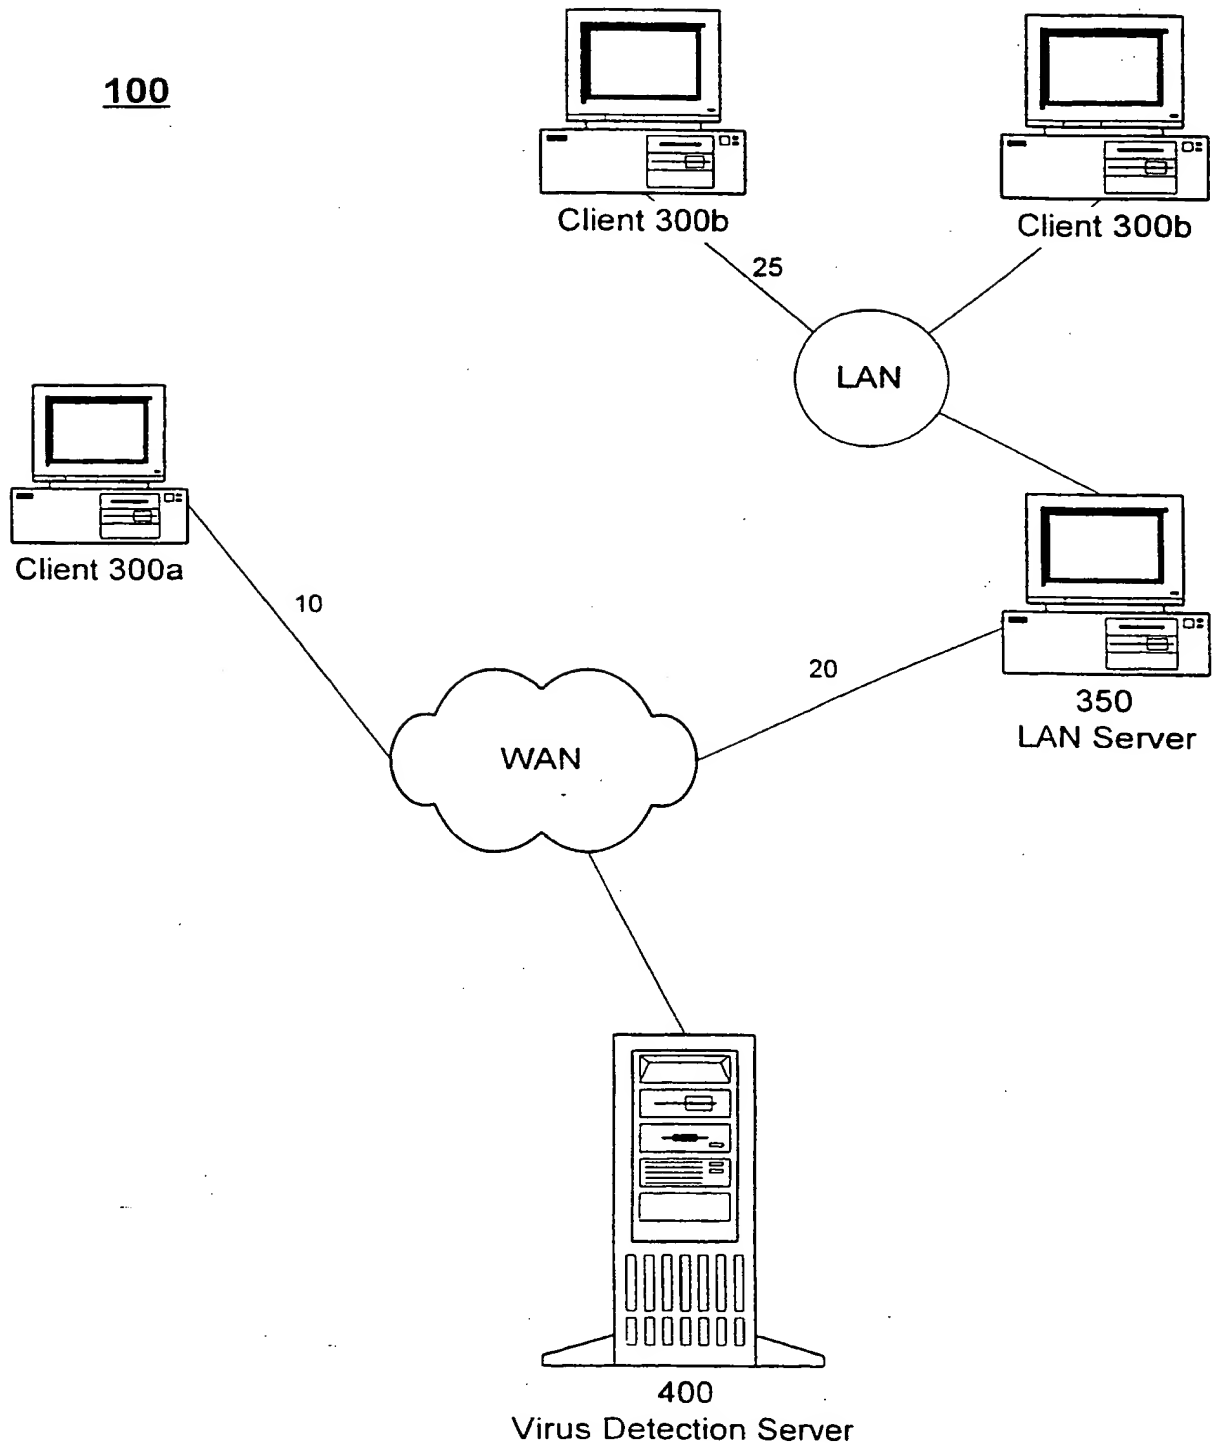 100
Client 300b
Client 300b
25
LAN
Client 300a
10
20
350
LAN Server
WAN
400
Virus Detection Server